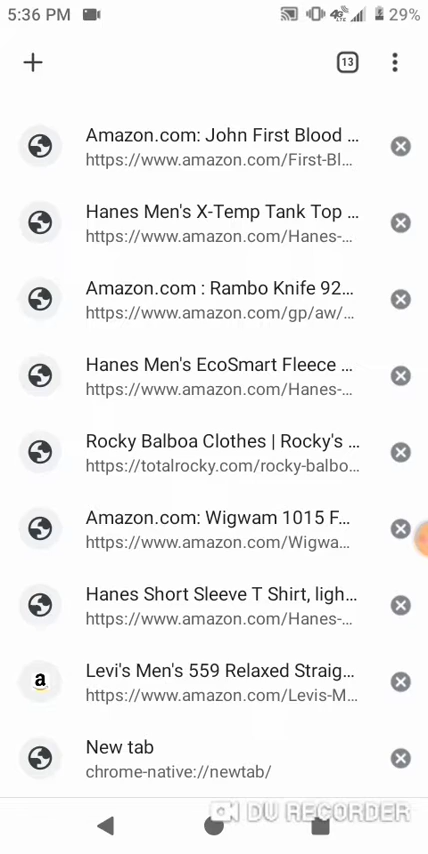 5:36 PM 4G LTE 29%
13
Amazon.com: John First Blood ...
https://www.amazon.com/First-Bl...
Hanes Men's X-Temp Tank Top ...
https://www.amazon.com/Hanes-...
Amazon.com : Rambo Knife 92...
https://www.amazon.com/gp/aw/...
Hanes Men's EcoSmart Fleece ...
https://www.amazon.com/Hanes-...
Rocky Balboa Clothes | Rocky's ...
https://totalrocky.com/rocky-balbo...
Amazon.com: Wigwam 1015 F...
https://www.amazon.com/Wigwa...
Hanes Short Sleeve T Shirt, ligh...
https://www.amazon.com/Hanes-...
a
Levi's Men's 559 Relaxed Straig...
https://www.amazon.com/Levis-M...
New tab
chrome-native://newtab/
DU RECORDER